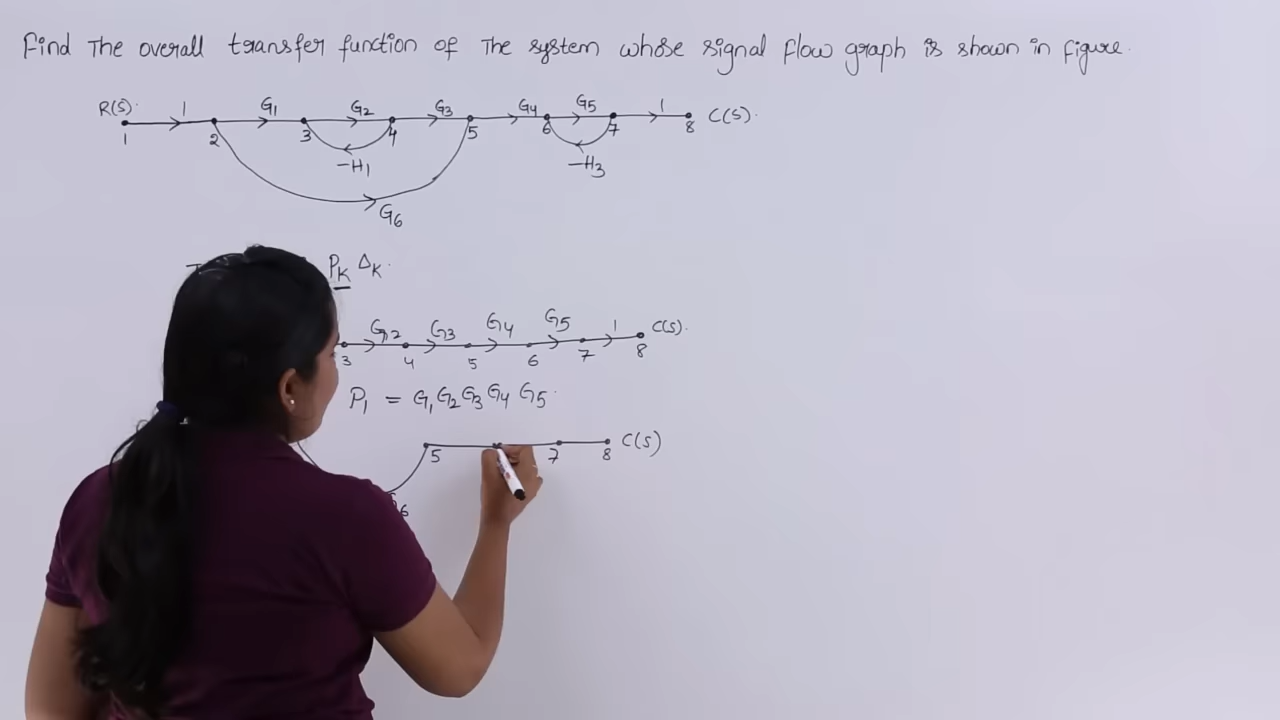 Find The overall transfer function of The system whose signal flow graph is shown in figure.
R(s). 1 G1 G2 G3 G4 G5 1 C(s).
1 2 3 4 5 6 7 8
-H1 -H3
G6
PK ΔK.
G2 G3 G4 G5 1 C(s).
3 4 5 6 7 8
P1 = G1G2G3G4G5.
C(s)
5 7 8
6